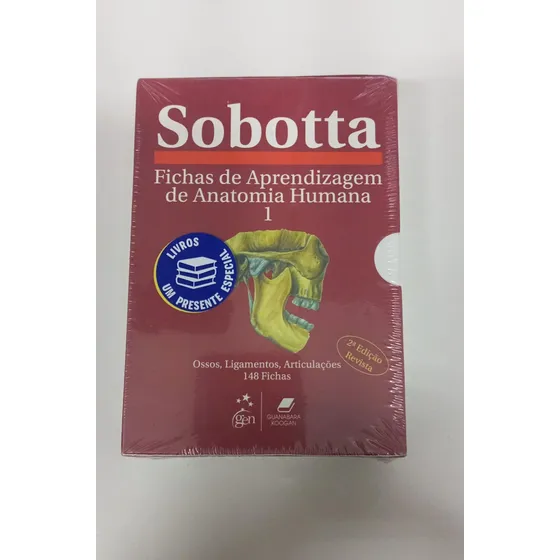 Sobotta
Fichas de Aprendizagem
de Anatomia Humana
1
LIVROS
UM PRESENTE ESPECIAL
2ª Edição
Revista
Ossos, Ligamentos, Articulações
148 Fichas
gen
GUANABARA
KOOGAN